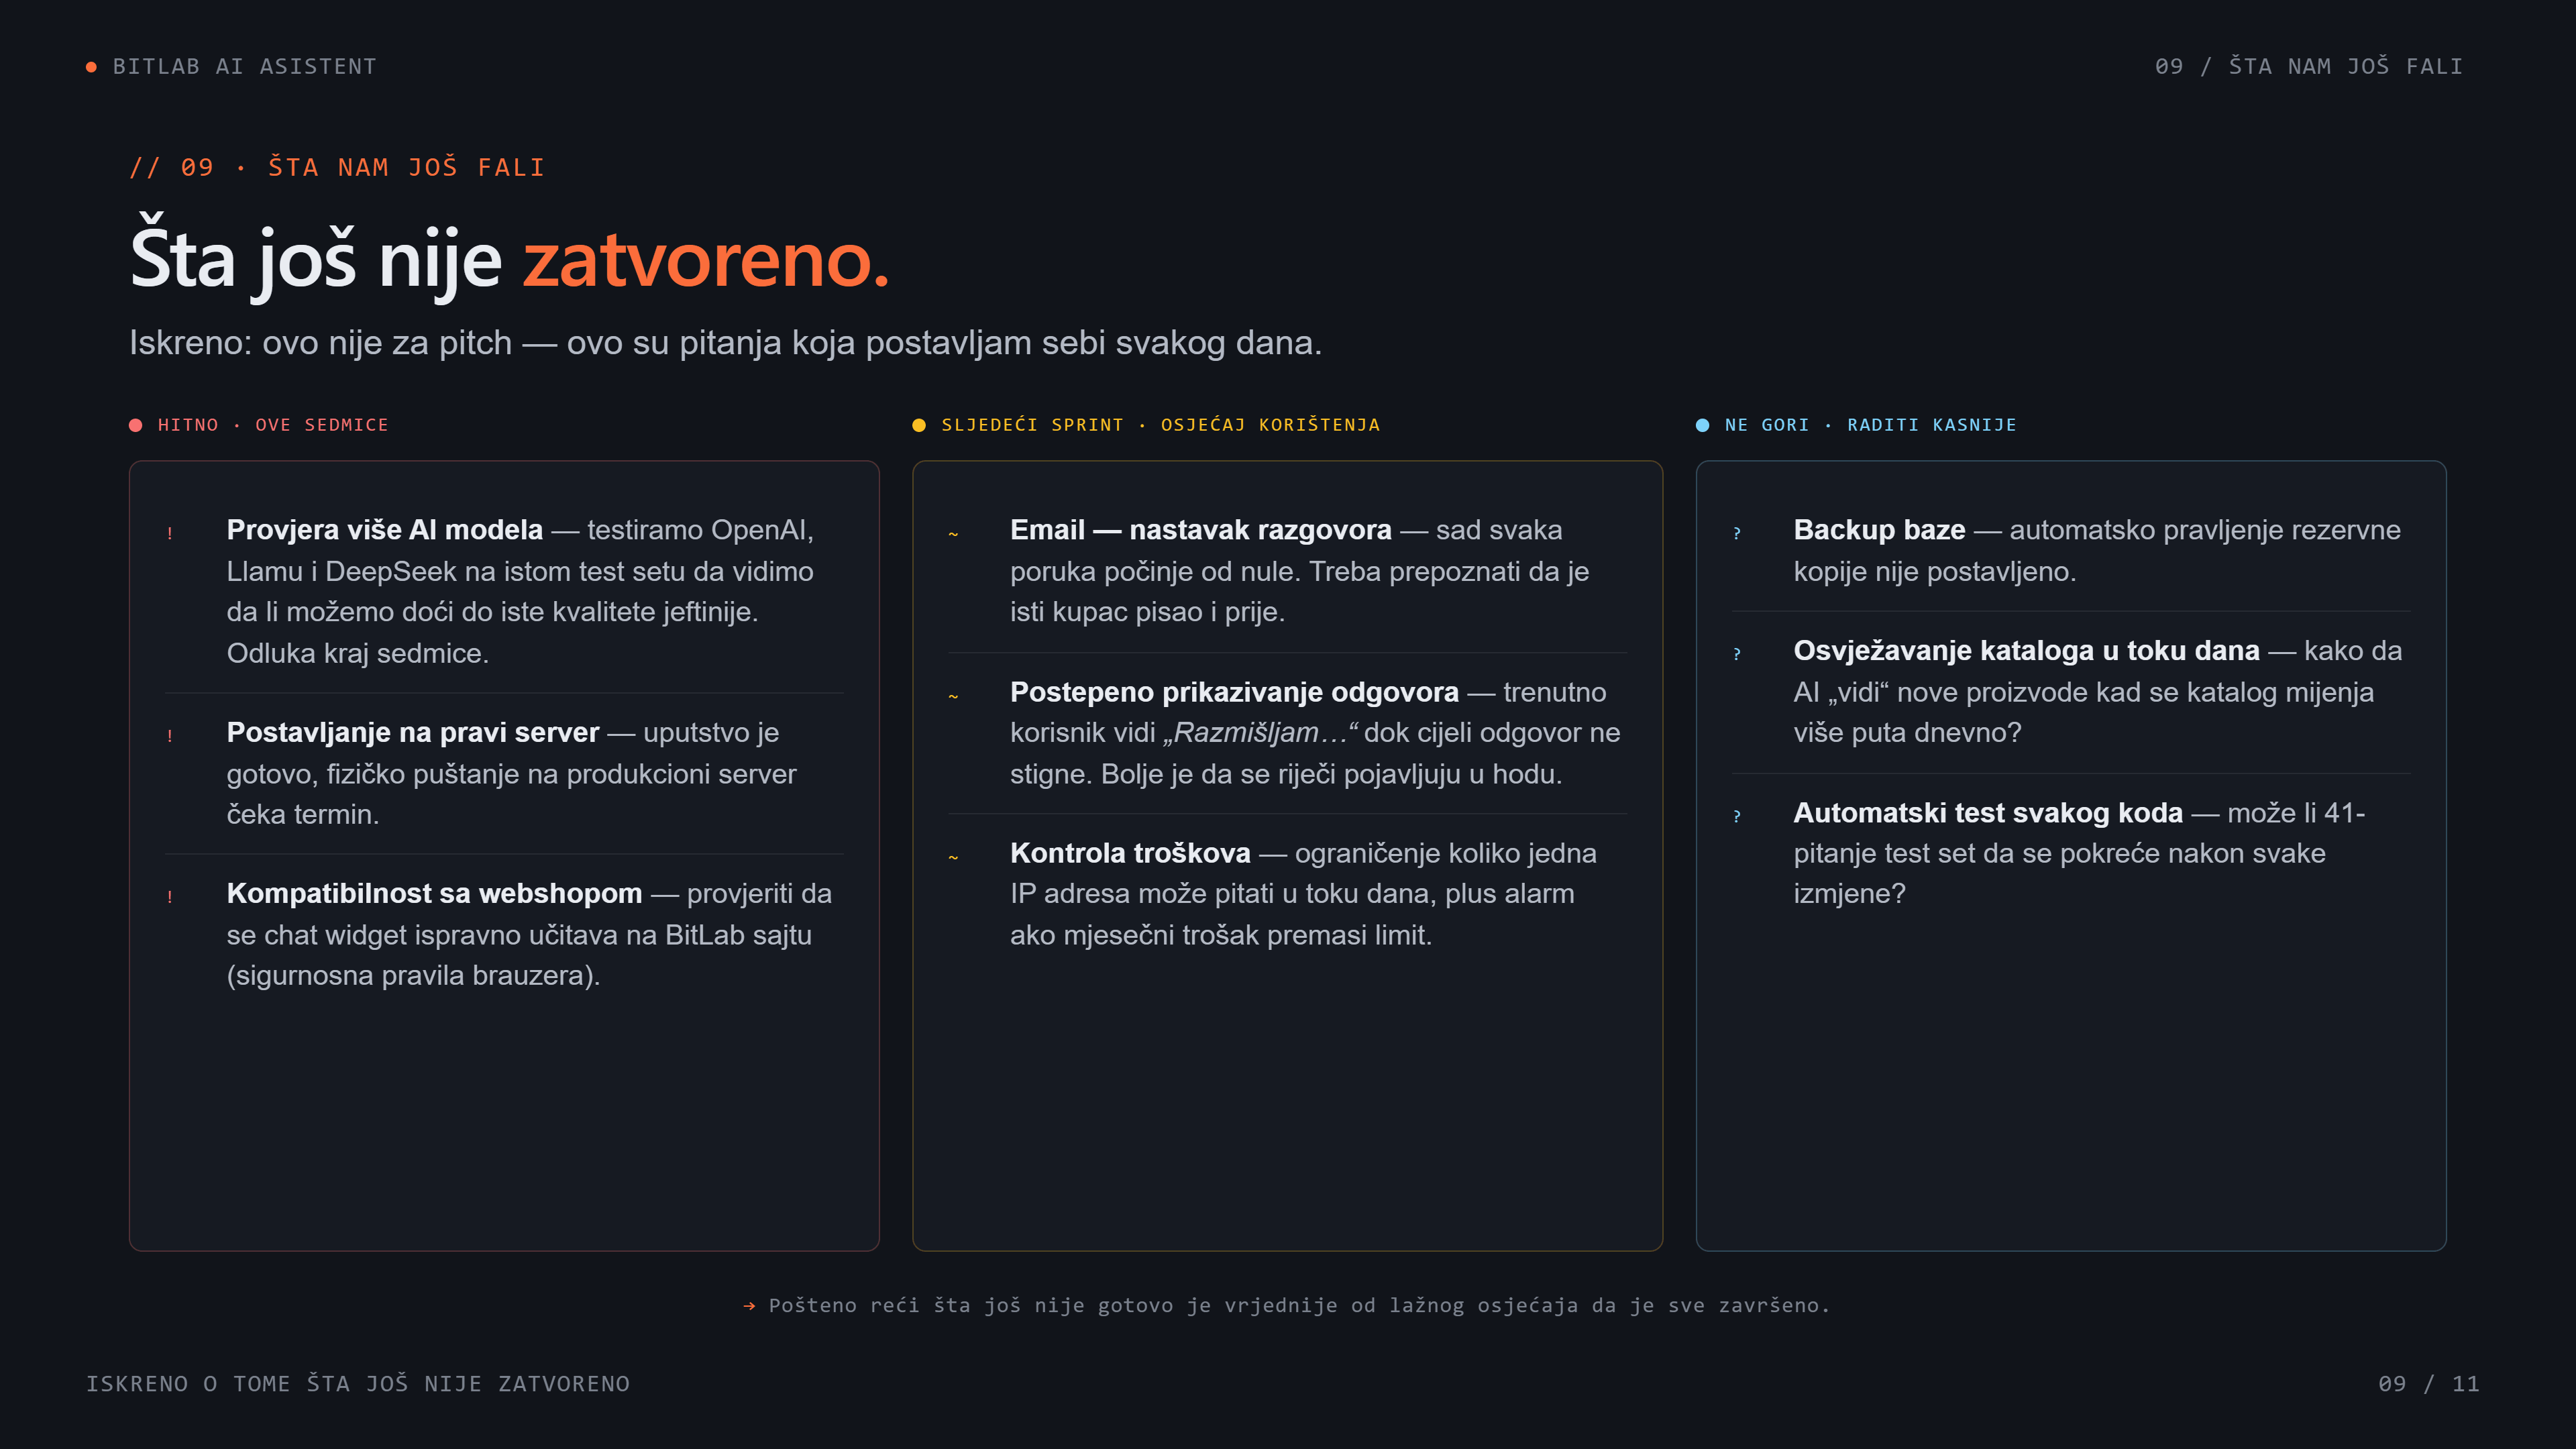 BITLAB AI ASISTENT
09 / ŠTA NAM JOŠ FALI
// 09 · ŠTA NAM JOŠ FALI
Šta još nije zatvoreno.
Iskreno: ovo nije za pitch — ovo su pitanja koja postavljam sebi svakog dana.
HITNO · OVE SEDMICE
! Provjera više AI modela — testiramo OpenAI,
Llamu i DeepSeek na istom test setu da vidimo
da li možemo doći do iste kvalitete jeftinije.
Odluka kraj sedmice.
! Postavljanje na pravi server — uputstvo je
gotovo, fizičko puštanje na produkcioni server
čeka termin.
! Kompatibilnost sa webshopom — provjeriti da
se chat widget ispravno učitava na BitLab sajtu
(sigurnosna pravila brauzera).
SLJEDEĆI SPRINT · OSJEĆAJ KORIŠTENJA
~ Email — nastavak razgovora — sad svaka
poruka počinje od nule. Treba prepoznati da je
isti kupac pisao i prije.
~ Postepeno prikazivanje odgovora — trenutno
korisnik vidi „Razmišljam…“ dok cijeli odgovor ne
stigne. Bolje je da se riječi pojavljuju u hodu.
~ Kontrola troškova — ograničenje koliko jedna
IP adresa može pitati u toku dana, plus alarm
ako mjesečni trošak premasi limit.
NE GORI · RADITI KASNIJE
? Backup baze — automatsko pravljenje rezervne
kopije nije postavljeno.
? Osvježavanje kataloga u toku dana — kako da
AI „vidi“ nove proizvode kad se katalog mijenja
više puta dnevno?
? Automatski test svakog koda — može li 41-
pitanje test set da se pokreće nakon svake
izmjene?
→ Pošteno reći šta još nije gotovo je vrjednije od lažnog osjećaja da je sve završeno.
ISKRENO O TOME ŠTA JOŠ NIJE ZATVORENO
09 / 11